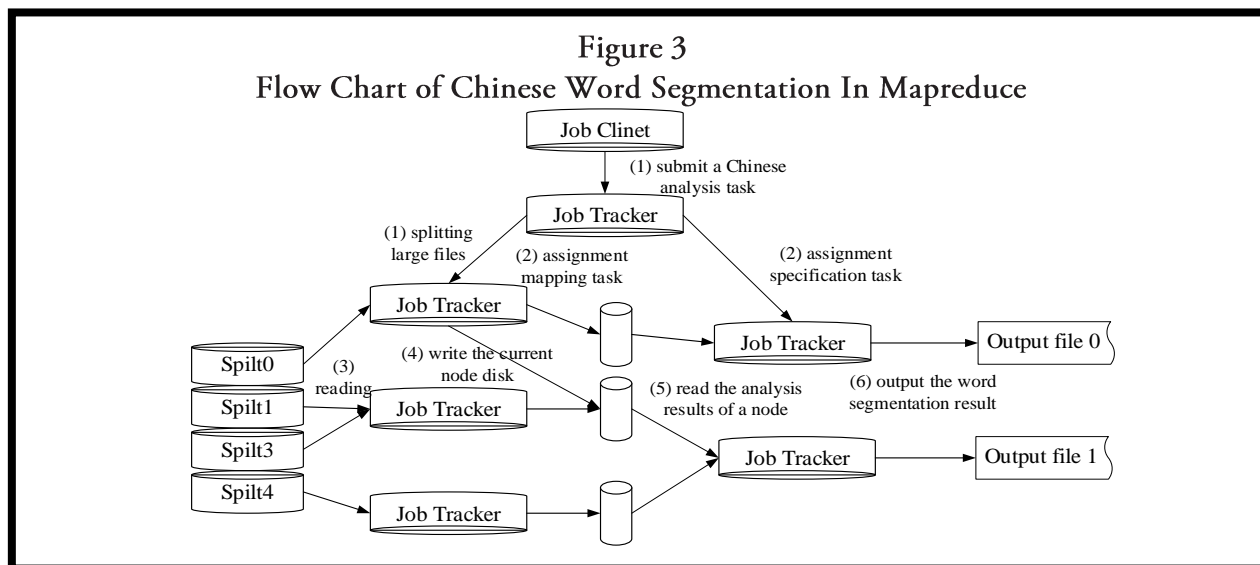 Figure 3
Flow Chart of Chinese Word Segmentation In Mapreduce
Job Clinet
(1) submit a Chinese
analysis task
Job Tracker
(1) splitting
large files
(2) assignment
mapping task
(2) assignment
specification task
Job Tracker
Job Tracker
Output file 0
Spilt0
(3)
reading
(4) write the current
node disk
Spilt1
Job Tracker
(5) read the analysis
results of a node
(6) output the word
segmentation result
Spilt3
Job Tracker
Output file 1
Spilt4
Job Tracker